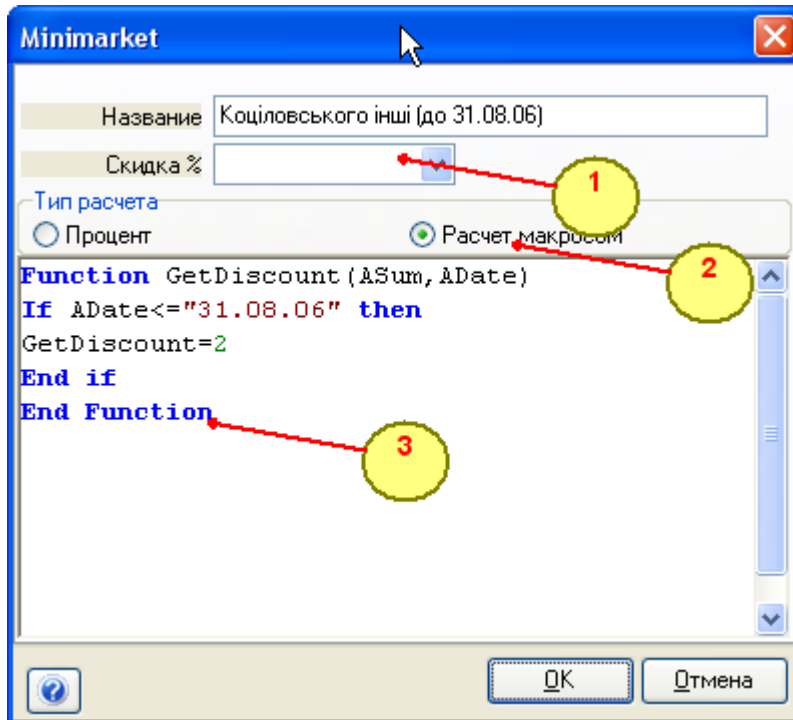 Minimarket
Название Коціловського інші (до 31.08.06)
Скидка %
1
Тип расчета
Процент Расчет макросом
2
Function GetDiscount(ASum,ADate)
If ADate<="31.08.06" then
GetDiscount=2
End if
End Function
3
OK Отмена